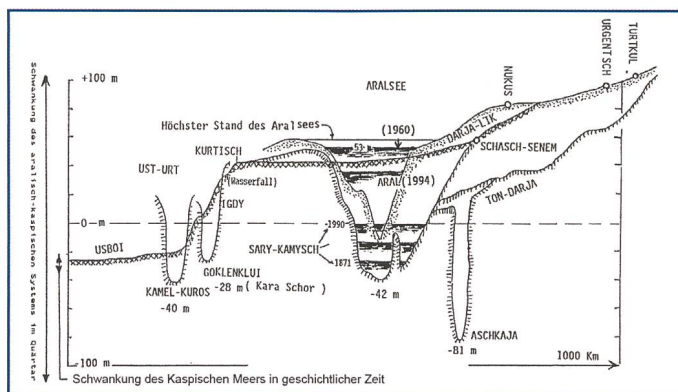 Schwankung des aralisch-Kaspischen Systems im Quartär
+100 m
ARALSEE
NUKUS
URGENTSCH
TURTKUL
Höchster Stand des Aralsees
(1960)
53 m
DARJA-LIK
KURTISCH
SCHASCH-SENEM
UST-URT
(Wasserfall)
ARAL(1994)
IGDY
TON-DARJA
0 m
1990
USBOI
SARY-KAMYSCH
1871
GOKLENKLUI
-28 m (Kara Schor)
KAMEL-KUROS
-40 m
-42 m
ASCHKAJA
-81 m
-100 m
1000 Km
Schwankung des Kaspischen Meers in geschichtlicher Zeit